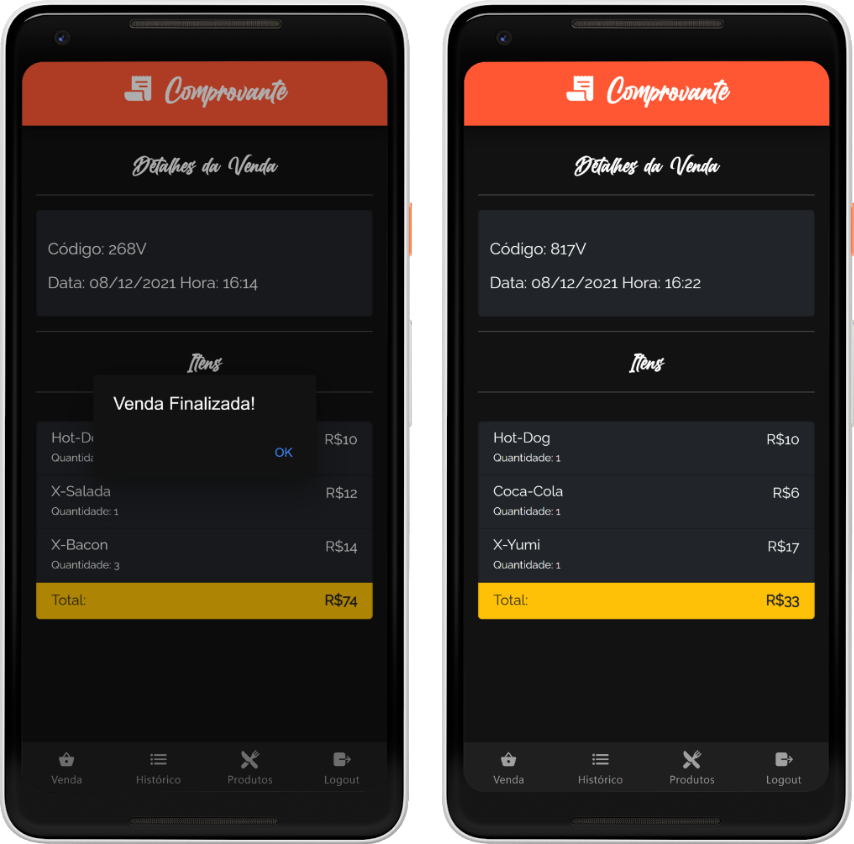 Comprovante
Detalhes da Venda
Código: 268V
Data: 08/12/2021 Hora: 16:14
Itens
Venda Finalizada!
OK
Hot-Do
R$10
Quantida
X-Salada
R$12
Quantidade: 1
X-Bacon
R$14
Quantidade: 3
Total:
R$74
Venda
Histórico
Produtos
Logout
Comprovante
Detalhes da Venda
Código: 817V
Data: 08/12/2021 Hora: 16:22
Itens
Hot-Dog
R$10
Quantidade: 1
Coca-Cola
R$6
Quantidade: 1
X-Yumi
R$17
Quantidade: 1
Total:
R$33
Venda
Histórico
Produtos
Logout